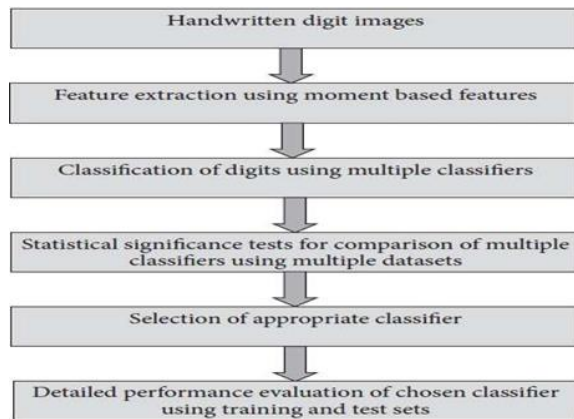 Handwritten digit images
Feature extraction using moment based features
Classification of digits using multiple classifiers
Statistical significance tests for comparison of multiple
classifiers using multiple datasets
Selection of appropriate classifier
Detailed performance evaluation of chosen classifier
using training and test sets